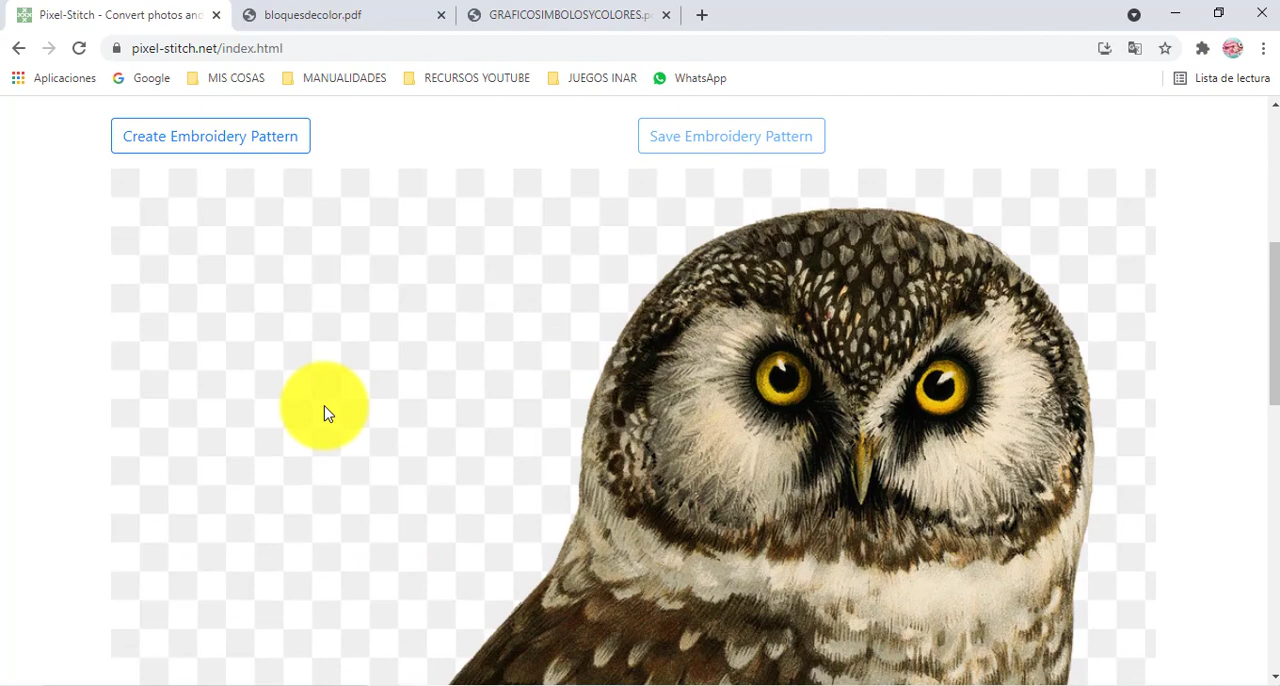 Pixel-Stitch - Convert photos and
bloquesdecolor.pdf
GRAFICOSIMBOLOSYCOLORES.p
pixel-stitch.net/index.html
Aplicaciones
Google
MIS COSAS
MANUALIDADES
RECURSOS YOUTUBE
JUEGOS INAR
WhatsApp
Lista de lectura
Create Embroidery Pattern
Save Embroidery Pattern